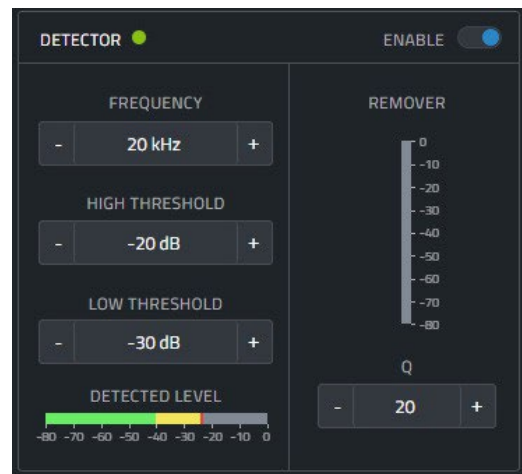 DETECTOR
ENABLE
FREQUENCY
- 20 kHz +
HIGH THRESHOLD
- -20 dB +
LOW THRESHOLD
- -30 dB +
DETECTED LEVEL
-80 -70 -60 -50 -40 -30 -20 -10 0
REMOVER
0
-10
-20
-30
-40
-50
-60
-70
-80
Q
- 20 +